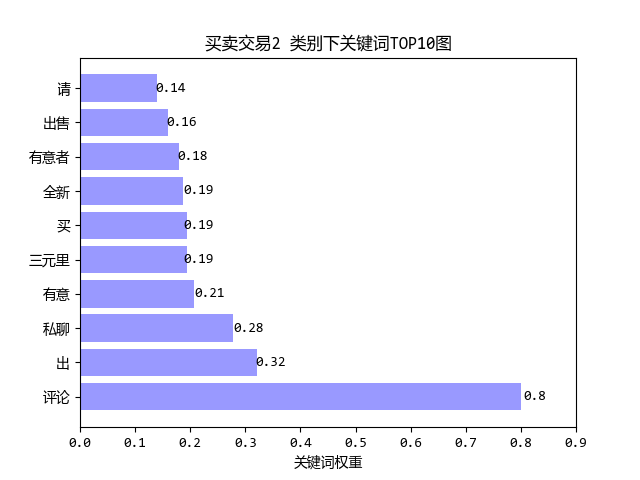 买卖交易2 类别下关键词TOP10图
请 0.14
出售 0.16
有意者 0.18
全新 0.19
买 0.19
三元里 0.19
有意 0.21
私聊 0.28
出 0.32
评论 0.8
0.0 0.1 0.2 0.3 0.4 0.5 0.6 0.7 0.8 0.9
关键词权重